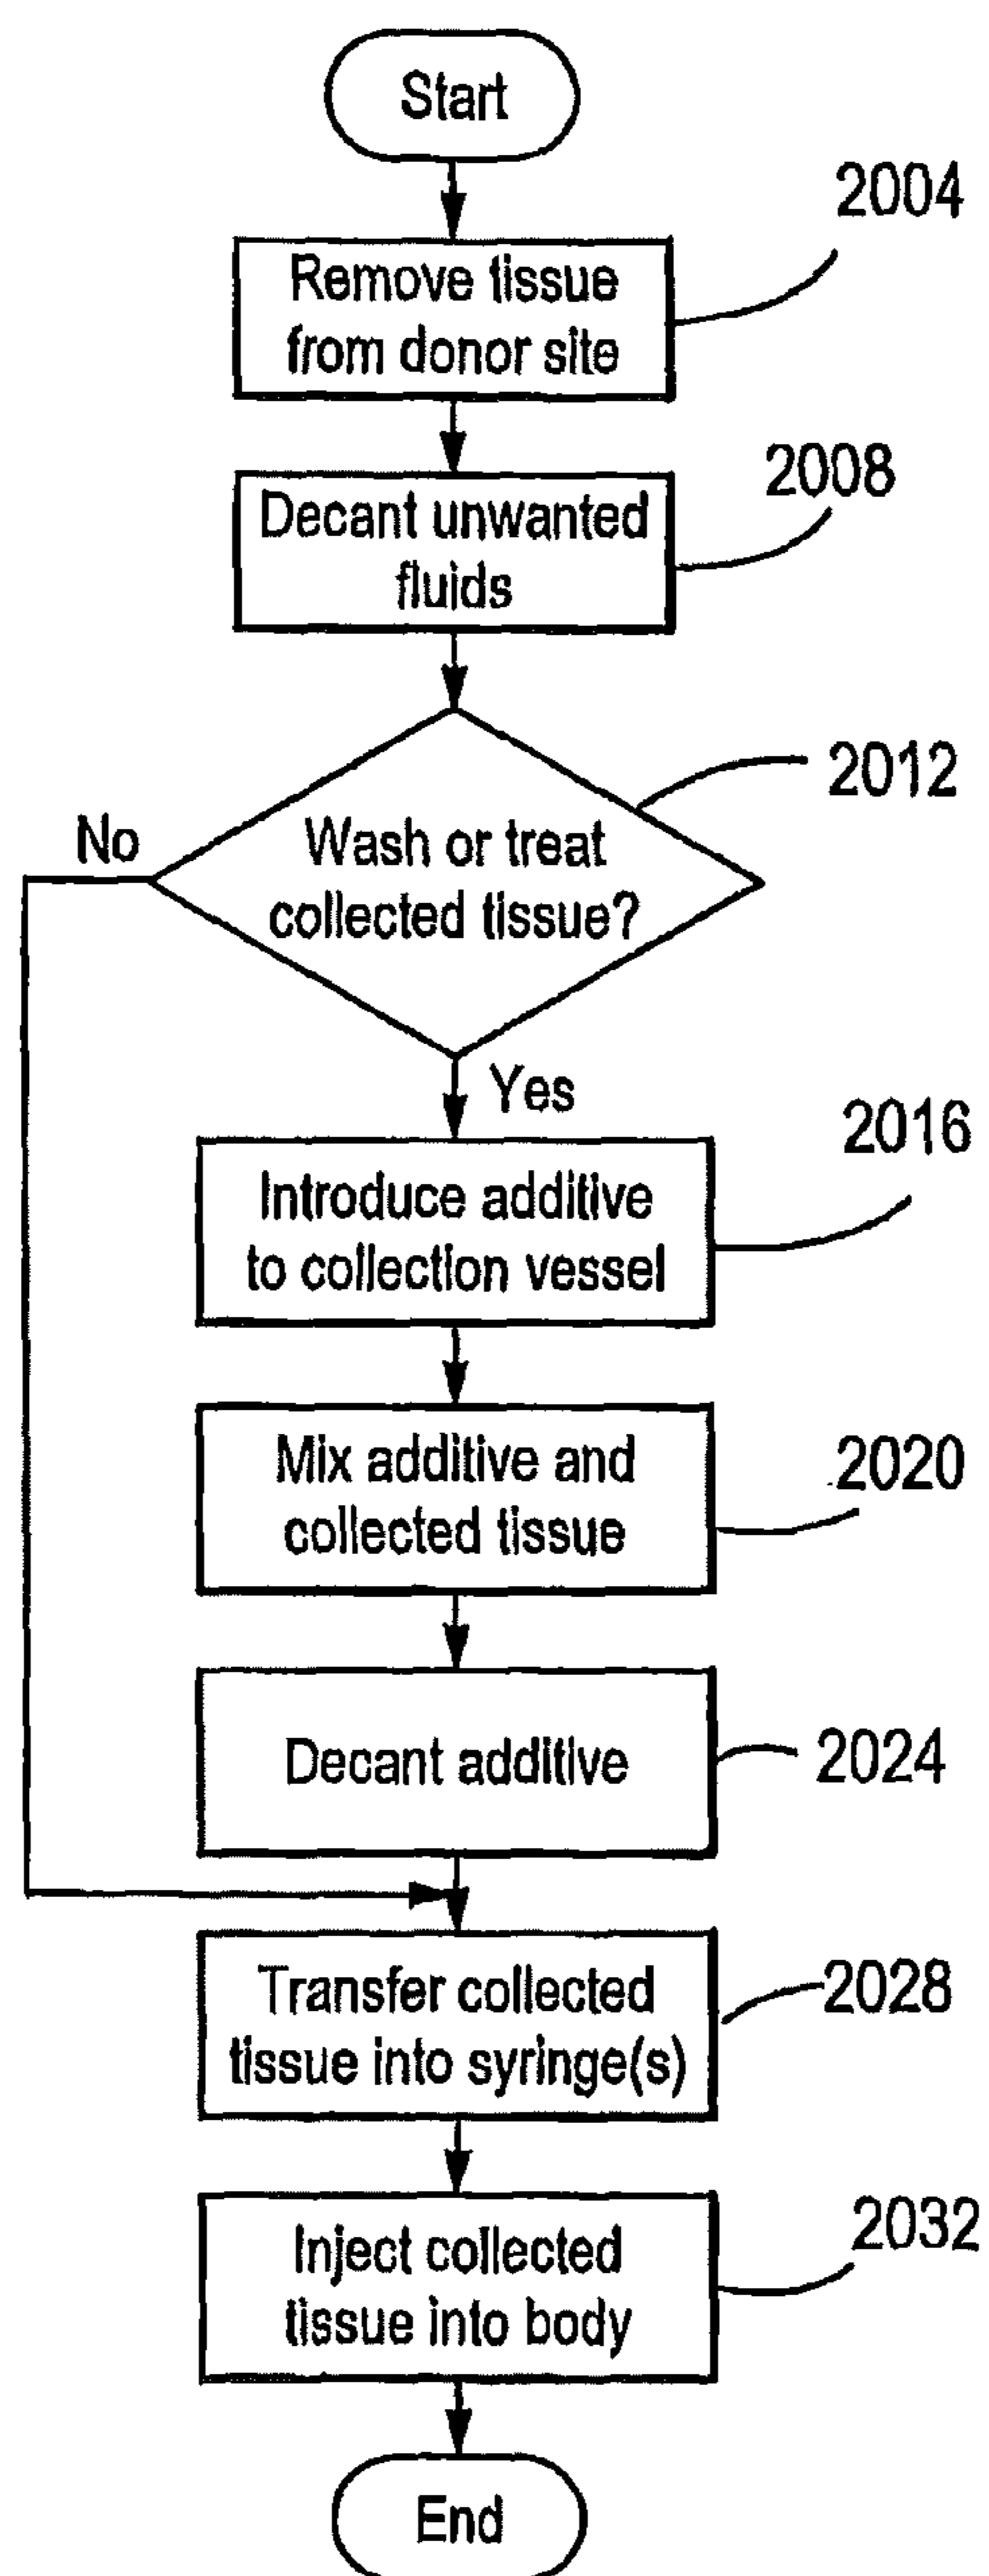 Start
2004
Remove tissue
from donor site
2008
Decant unwanted
fluids
2012
No
Wash or treat
collected tissue?
Yes
2016
Introduce additive
to collection vessel
2020
Mix additive and
collected tissue
Decant additive
2024
2028
Transfer collected
tissue into syringe(s)
2032
Inject collected
tissue into body
End